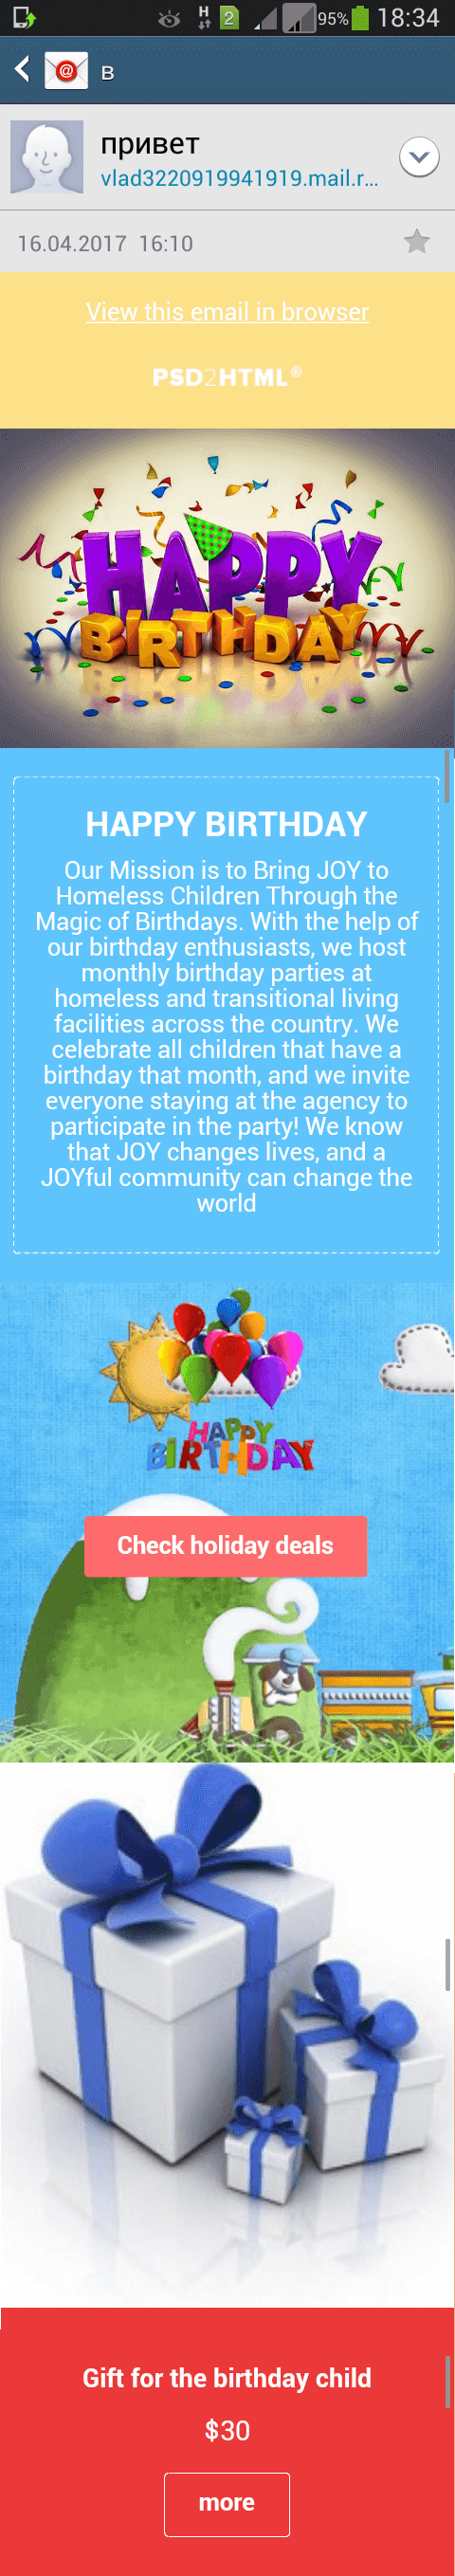 H 2 95% 18:34
@ В
привет
vlad3220919941919.mail.r...
16.04.2017 16:10
View this email in browser
PSD2HTML®
HAPPY
BIRTHDAY
HAPPY BIRTHDAY
Our Mission is to Bring JOY to
Homeless Children Through the
Magic of Birthdays. With the help of
our birthday enthusiasts, we host
monthly birthday parties at
homeless and transitional living
facilities across the country. We
celebrate all children that have a
birthday that month, and we invite
everyone staying at the agency to
participate in the party! We know
that JOY changes lives, and a
JOYful community can change the
world
HAPPY
BIRTHDAY
Check holiday deals
Gift for the birthday child
$30
more